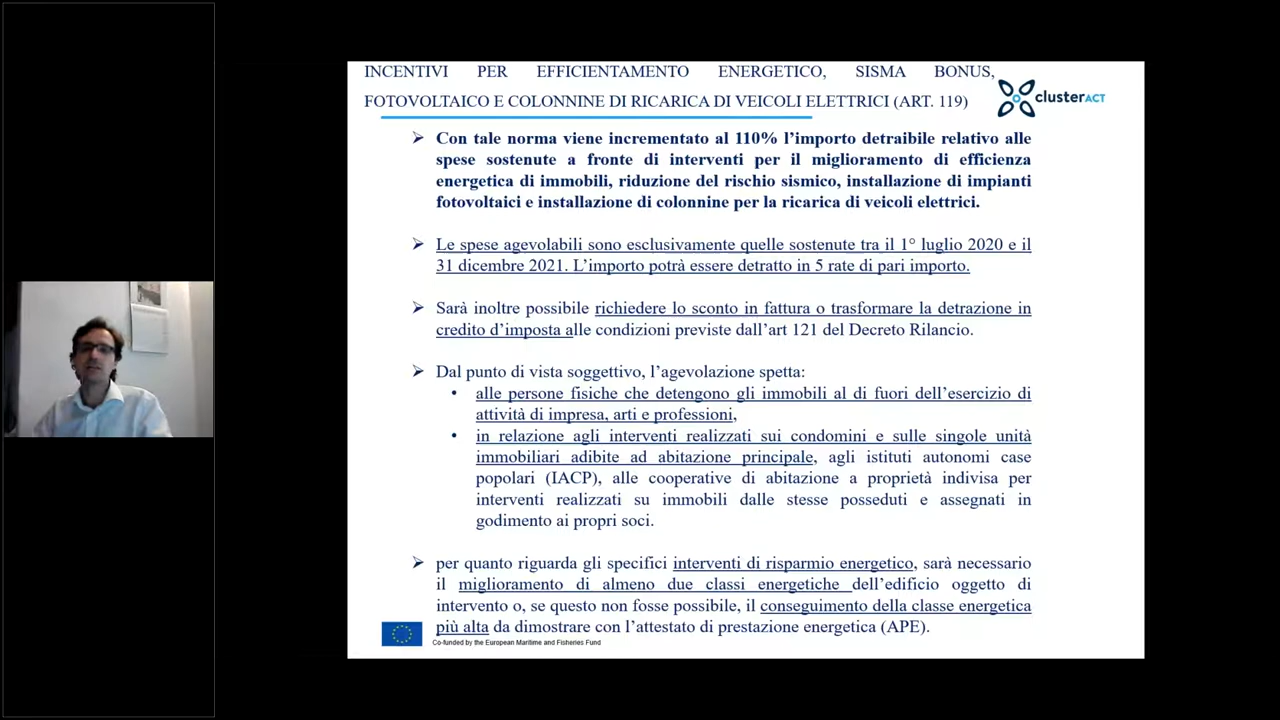 INCENTIVI PER EFFICIENTAMENTO ENERGETICO, SISMA BONUS,
FOTOVOLTAICO E COLONNINE DI RICARICA DI VEICOLI ELETTRICI (ART. 119)
clusterACT
Con tale norma viene incrementato al 110% l’importo detraibile relativo alle
spese sostenute a fronte di interventi per il miglioramento di efficienza
energetica di immobili, riduzione del rischio sismico, installazione di impianti
fotovoltaici e installazione di colonnine per la ricarica di veicoli elettrici.
Le spese agevolabili sono esclusivamente quelle sostenute tra il 1° luglio 2020 e il
31 dicembre 2021. L’importo potrà essere detratto in 5 rate di pari importo.
Sarà inoltre possibile richiedere lo sconto in fattura o trasformare la detrazione in
credito d’imposta alle condizioni previste dall’art 121 del Decreto Rilancio.
Dal punto di vista soggettivo, l’agevolazione spetta:
alle persone fisiche che detengono gli immobili al di fuori dell’esercizio di
attività di impresa, arti e professioni,
in relazione agli interventi realizzati sui condomini e sulle singole unità
immobiliari adibite ad abitazione principale, agli istituti autonomi case
popolari (IACP), alle cooperative di abitazione a proprietà indivisa per
interventi realizzati su immobili dalle stesse posseduti e assegnati in
godimento ai propri soci.
per quanto riguarda gli specifici interventi di risparmio energetico, sarà necessario
il miglioramento di almeno due classi energetiche dell’edificio oggetto di
intervento o, se questo non fosse possibile, il conseguimento della classe energetica
più alta da dimostrare con l’attestato di prestazione energetica (APE).
Co-funded by the European Maritime and Fisheries Fund